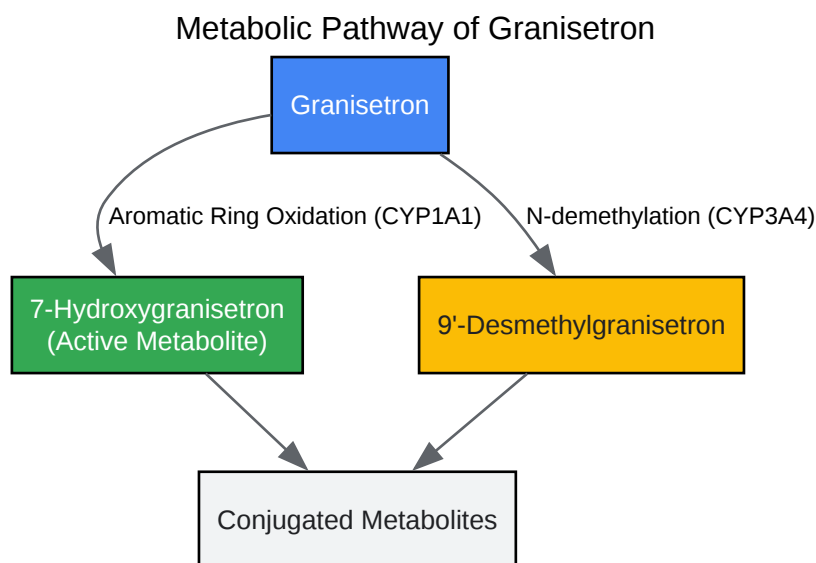 Metabolic Pathway of Granisetron
Granisetron
Aromatic Ring Oxidation (CYP1A1)
N-demethylation (CYP3A4)
7-Hydroxygranisetron
(Active Metabolite)
9'-Desmethylgranisetron
Conjugated Metabolites